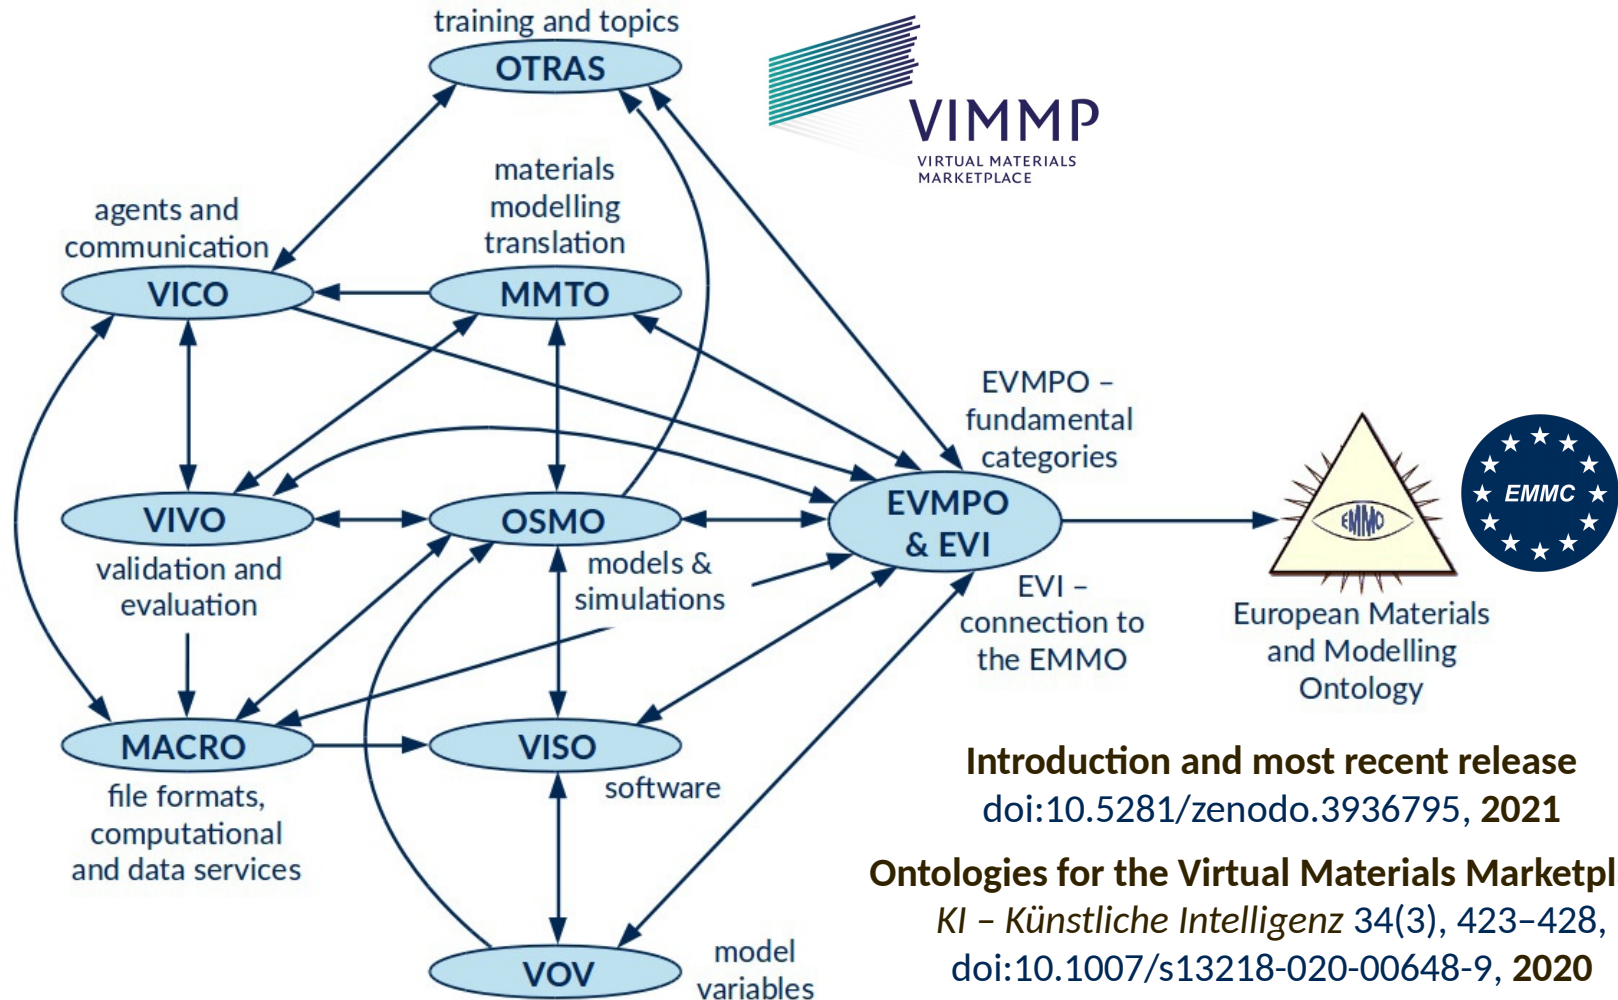 training and topics
OTRAS
VIMMP
VIRTUAL MATERIALS
MARKETPLACE
materials
modelling
translation
agents and
communication
VICO
MMTO
EVMPO –
fundamental
categories
VIVO
OSMO
EVMPO
& EVI
EMMO
EMMC
validation and
evaluation
models &
simulations
EVI –
connection to
the EMMO
European Materials
and Modelling
Ontology
MACRO
VISO
file formats,
computational
and data services
software
Introduction and most recent release
doi:10.5281/zenodo.3936795, 2021
Ontologies for the Virtual Materials Marketpl
KI – Künstliche Intelligenz 34(3), 423–428,
doi:10.1007/s13218-020-00648-9, 2020
VOV
model
variables